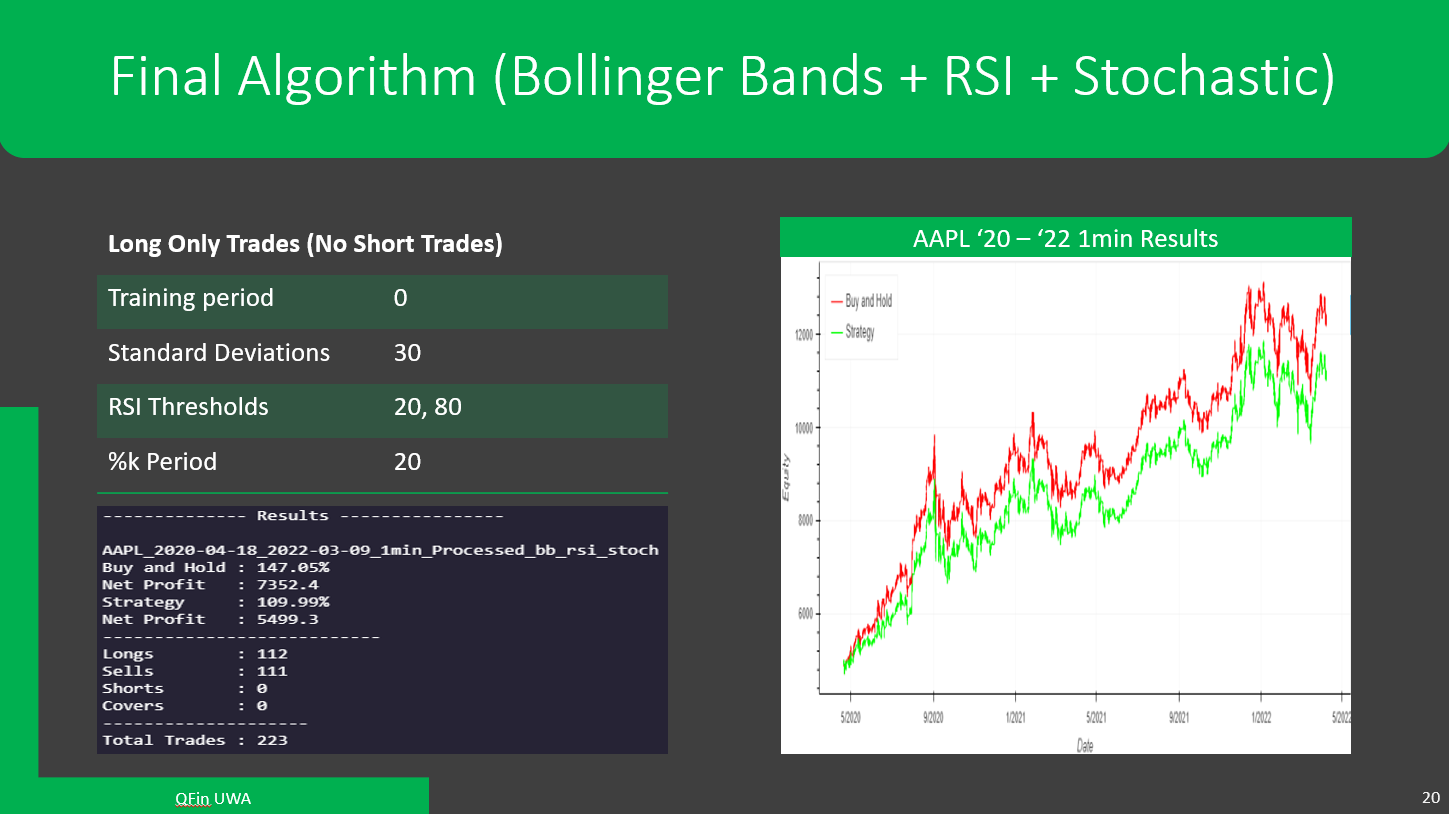 Final Algorithm (Bollinger Bands + RSI + Stochastic)
Long Only Trades (No Short Trades)
Training period 0
Standard Deviations 30
RSI Thresholds 20, 80
%k Period 20
-------------- Results ----------------
AAPL_2020-04-18_2022-03-09_1min_Processed_bb_rsi_stoch
Buy and Hold : 147.05%
Net Profit : 7352.4
Strategy : 109.99%
Net Profit : 5499.3
---------------------------
Longs : 112
Sells : 111
Shorts : 0
Covers : 0
--------------------
Total Trades : 223
AAPL ‘20 – ‘22 1min Results
Buy and Hold
Strategy
12000
10000
8000
6000
Equity
5/2020 9/2020 1/2021 5/2021 9/2021 1/2022 5/2022
Date
QFin UWA
20